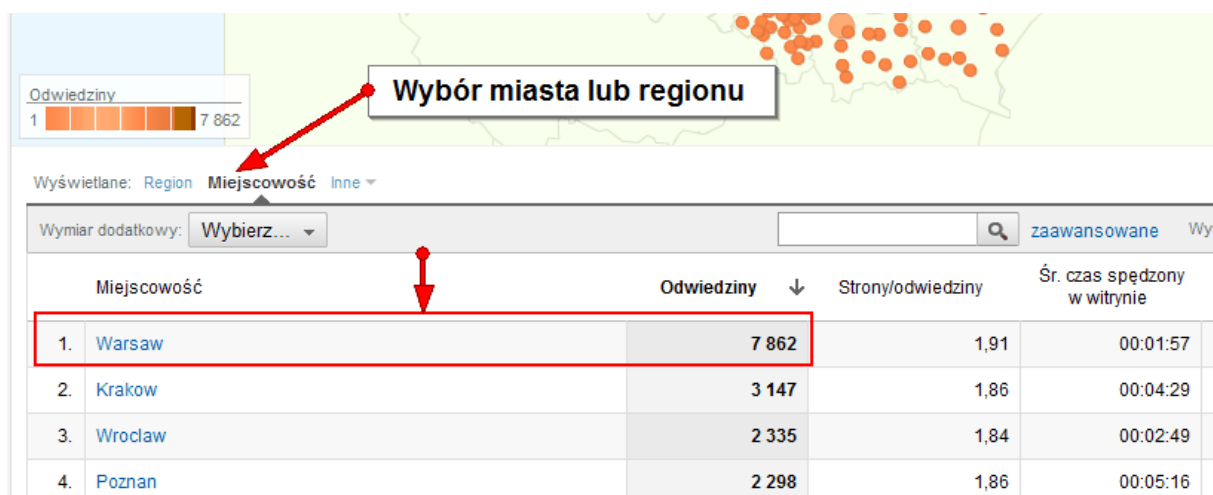 Odwiedziny
1 7 862
Wybór miasta lub regionu
Wyświetlane: Region Miejscowość Inne
Wymiar dodatkowy: Wybierz... zaawansowane Wy
Miejscowość Odwiedziny Strony/odwiedziny Śr. czas spędzony
w witrynie
1. Warsaw 7 862 1,91 00:01:57
2. Krakow 3 147 1,86 00:04:29
3. Wroclaw 2 335 1,84 00:02:49
4. Poznan 2 298 1,86 00:05:16